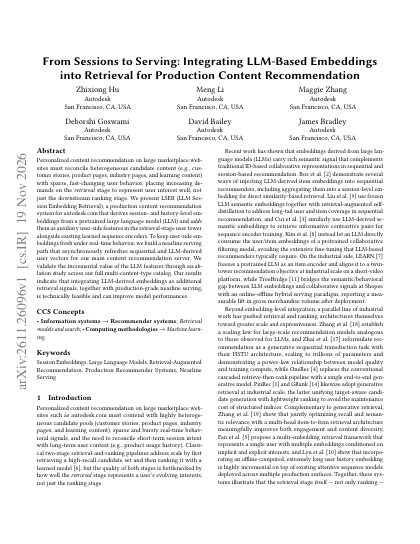 From Sessions to Serving: Integrating LLM-Based Embeddings
into Retrieval for Production Content Recommendation
Zhixiong Hu
Autodesk
San Francisco, CA, USA
Meng Li
Autodesk
San Francisco, CA, USA
Maggie Zhang
Autodesk
San Francisco, CA, USA
Deborshi Goswami
Autodesk
San Francisco, CA, USA
David Bailey
Autodesk
San Francisco, CA, USA
James Bradley
Autodesk
San Francisco, CA, USA
arXiv:2611.26096v1 [cs.IR] 19 Nov 2026
Abstract
Personalized content recommendation on large marketplace web-
sites must reconcile heterogeneous content candidates (e.g., cus-
tomer stories, product pages, industry pages, and learning content)
with sparse, fast-changing user behavior, placing increasing de-
mands on the retrieval stage to represent user interest well, not
just the downstream ranking stage. We present LSER (LLM Ses-
sion Embedding Retrieval), a production content recommendation
system for autodesk.com that derives session- and history-level em-
beddings from a pretrained large language model (LLM) and adds
them as auxiliary user-side features in the retrieval-stage user tower
alongside existing learned sequence encoders. To keep user-side em-
beddings fresh under real-time behavior, we build a nearline serving
path that asynchronously refreshes sequential and LLM-derived
user vectors for our main content recommendation server. We
validate the incremental value of the LLM features through an ab-
lation study across our full multi-content-type catalog. Our results
indicate that integrating LLM-derived embeddings as additional
retrieval signals, together with production-grade nearline serving,
is technically feasible and can improve model performances.
CCS Concepts
• Information systems → Recommender systems; Retrieval
models and search; • Computing methodologies → Machine learn-
ing.
Keywords
Session Embeddings, Large Language Models, Retrieval-Augmented
Recommendation, Production Recommender Systems, Nearline
Serving
1 Introduction
Personalized content recommendation on large marketplace web-
sites such as autodesk.com must contend with highly heteroge-
neous candidate pools (customer stories, product pages, industry
pages, and learning content), sparse and bursty real-time behav-
ioral signals, and the need to reconcile short-term session intent
with long-term user context (e.g., product usage history). Classi-
cal two-stage retrieval-and-ranking pipelines address scale by first
retrieving a high-recall candidate set and then ranking it with a
learned model [6], but the quality of both stages is bottlenecked by
how well the retrieval stage represents a user's evolving interests,
not just the ranking stage.
Recent work has shown that embeddings derived from large lan-
guage models (LLMs) carry rich semantic signal that complements
traditional ID-based collaborative representations in sequential and
session-based recommendation. Boz et al. [2] demonstrate several
ways of injecting LLM-derived item embeddings into sequential
recommenders, including aggregating them into a session-level em-
bedding for direct similarity-based retrieval. Liu et al. [9] use frozen
LLM semantic embeddings together with retrieval-augmented self-
distillation to address long-tail user and item coverage in sequential
recommendation, and Cui et al. [3] similarly use LLM-derived se-
mantic embeddings to retrieve informative contrastive pairs for
sequence encoder training. Kim et al. [8] instead let an LLM directly
consume the user/item embeddings of a pretrained collaborative
filtering model, avoiding the extensive fine-tuning that LLM-based
recommenders typically require. On the industrial side, LEARN [7]
freezes a pretrained LLM as an item encoder and aligns it to a twin-
tower recommendation objective at industrial scale on a short-video
platform, while TreeBridge [11] bridges the semantic/behavioral
gap between LLM embeddings and collaborative signals at Shopee
with an online-offline hybrid serving paradigm, reporting a mea-
surable lift in gross merchandise volume after deployment.
Beyond embedding-level integration, a parallel line of industrial
work has pushed retrieval and ranking architectures themselves
toward greater scale and expressiveness. Zhang et al. [18] establish
a scaling law for large-scale recommendation models analogous
to those observed for LLMs, and Zhai et al. [17] reformulate rec-
ommendation as a generative sequential transduction task with
their HSTU architecture, scaling to trillions of parameters and
demonstrating a power-law relationship between model quality
and training compute, while OneRec [4] replaces the conventional
cascaded retrieve-then-rank pipeline with a single end-to-end gen-
erative model. PinRec [1] and GRank [14] likewise adopt generative
retrieval at industrial scale, the latter unifying target-aware can-
didate generation with lightweight ranking to avoid the maintenance
cost of structured indices. Complementary to generative retrieval,
Zhang et al. [19] show that jointly optimizing recall and seman-
tic relevance with a multi-head item-to-item retrieval architecture
meaningfully improves both engagement and content diversity,
Fan et al. [5] propose a multi-embedding retrieval framework that
represents a single user with multiple embeddings conditioned on
implicit and explicit interests, and Lyu et al. [10] show that incorpo-
rating an offline-computed, extremely long user history embedding
is highly incremental on top of existing attentive sequence models
deployed across multiple production surfaces. Together, these sys-
tems illustrate that the retrieval stage itself — not only ranking —